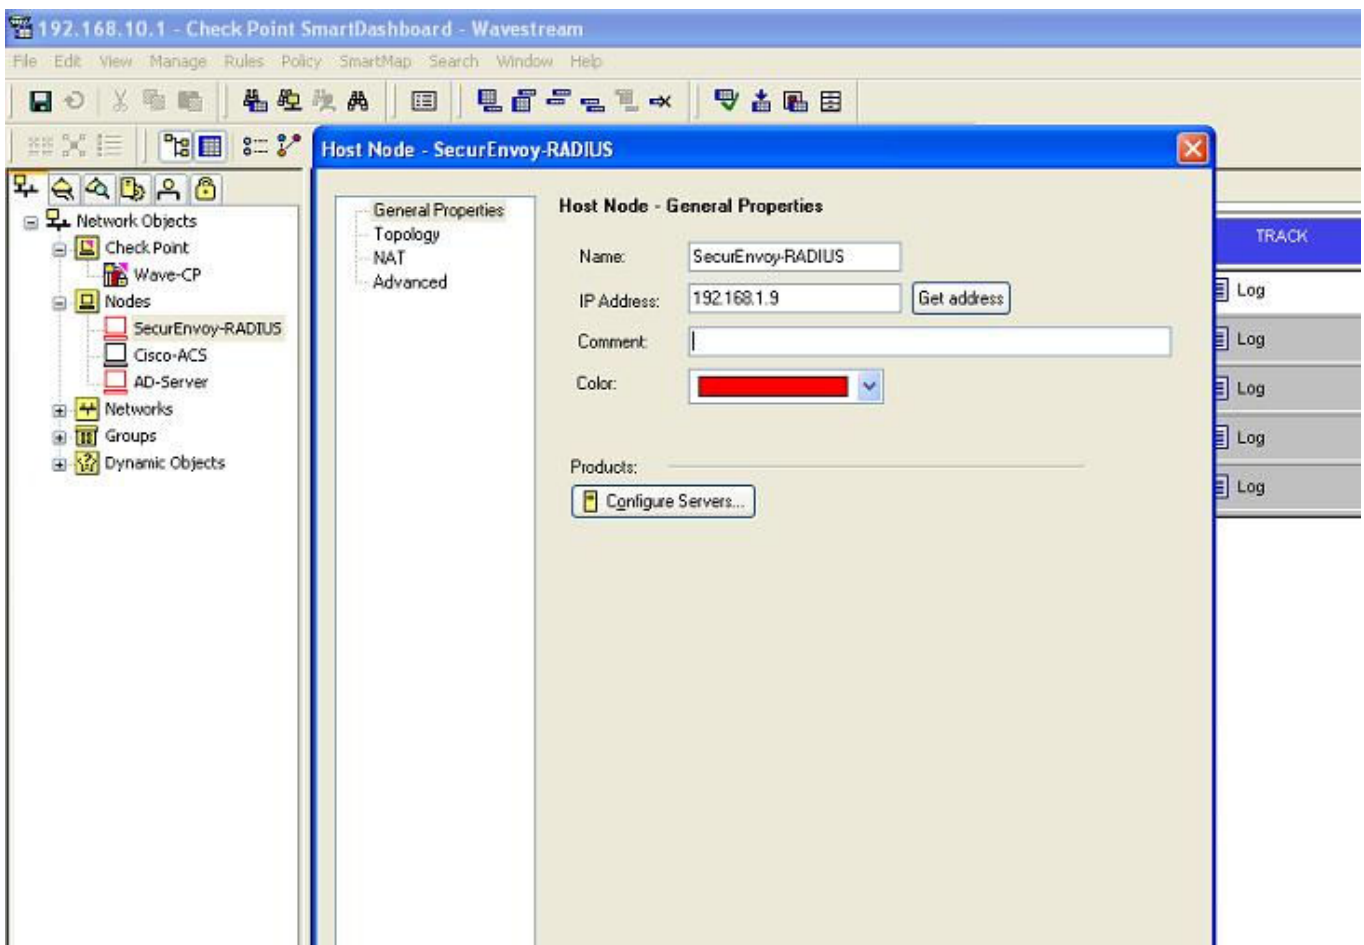 192.168.10.1 - Check Point SmartDashboard - Wavestream
File Edit View Manage Rules Policy SmartMap Search Window Help
Host Node - SecurEnvoy-RADIUS
Network Objects
Check Point
Wave-CP
Nodes
SecurEnvoy-RADIUS
Cisco-ACS
AD-Server
Networks
Groups
Dynamic Objects
General Properties
Topology
NAT
Advanced
Host Node - General Properties
Name: SecurEnvoy-RADIUS
IP Address: 192.168.1.9 Get address
Comment:
Color:
Products:
Configure Servers...
TRACK
Log
Log
Log
Log
Log